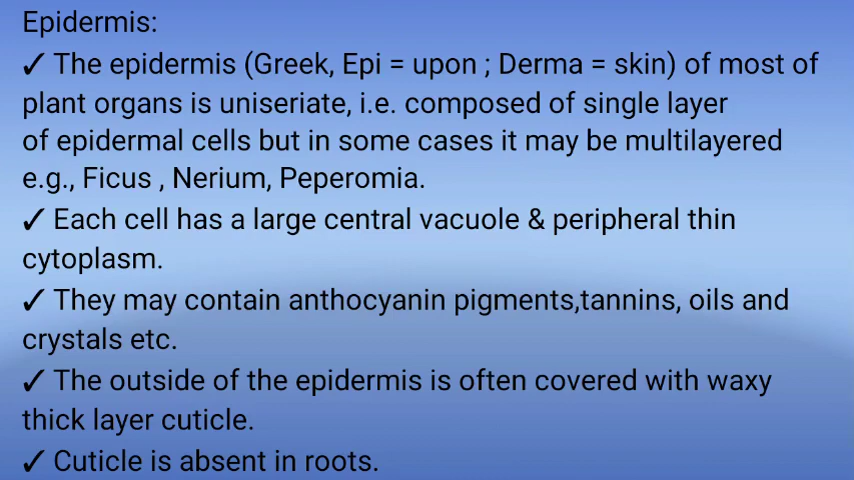 Epidermis:
✓ The epidermis (Greek, Epi = upon ; Derma = skin) of most of
plant organs is uniseriate, i.e. composed of single layer
of epidermal cells but in some cases it may be multilayered
e.g., Ficus , Nerium, Peperomia.
✓ Each cell has a large central vacuole & peripheral thin
cytoplasm.
✓ They may contain anthocyanin pigments,tannins, oils and
crystals etc.
✓ The outside of the epidermis is often covered with waxy
thick layer cuticle.
✓ Cuticle is absent in roots.